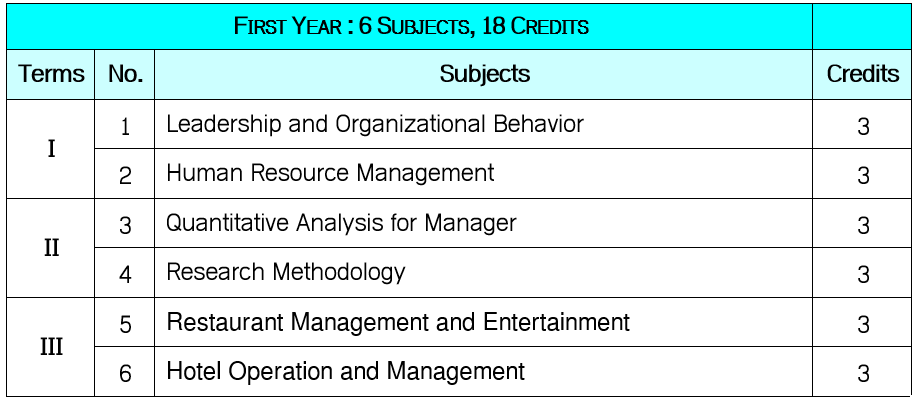 FIRST YEAR : 6 SUBJECTS, 18 CREDITS
Terms No. Subjects Credits
I 1 Leadership and Organizational Behavior 3
2 Human Resource Management 3
II 3 Quantitative Analysis for Manager 3
4 Research Methodology 3
III 5 Restaurant Management and Entertainment 3
6 Hotel Operation and Management 3